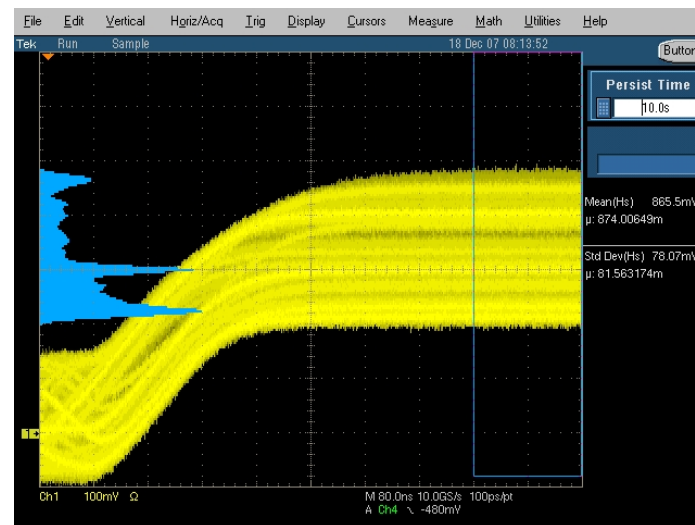 File Edit Vertical Horiz/Acq Trig Display Cursors Measure Math Utilities Help
Tek Run Sample 18 Dec 07 08:13:52
Button
Persist Time
10.0s
Mean(Hs) 865.5mV
µ: 874.00649m
Std Dev(Hs) 78.07mV
µ: 81.563174m
1
Ch1 100mV Ω M 80.0ns 10.0GS/s 100ps/pt
A Ch4 ∖ -480mV